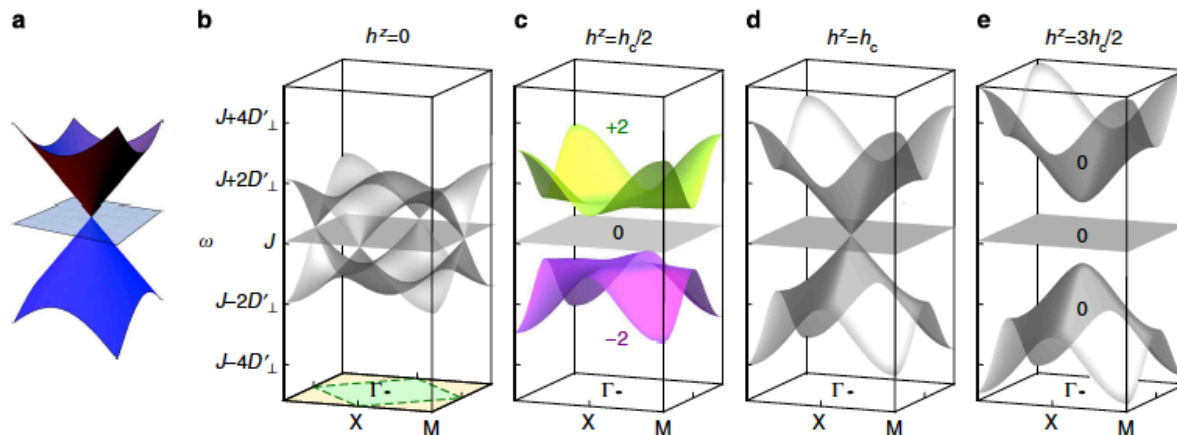 a
b
c
d
e
h^z=0
h^z=h_c/2
h^z=h_c
h^z=3h_c/2
J+4D′⊥
J+2D′⊥
ω
J
J−2D′⊥
J−4D′⊥
+2
0
−2
0
0
0
Γ
X
M
Γ
X
M
Γ
X
M
Γ
X
M